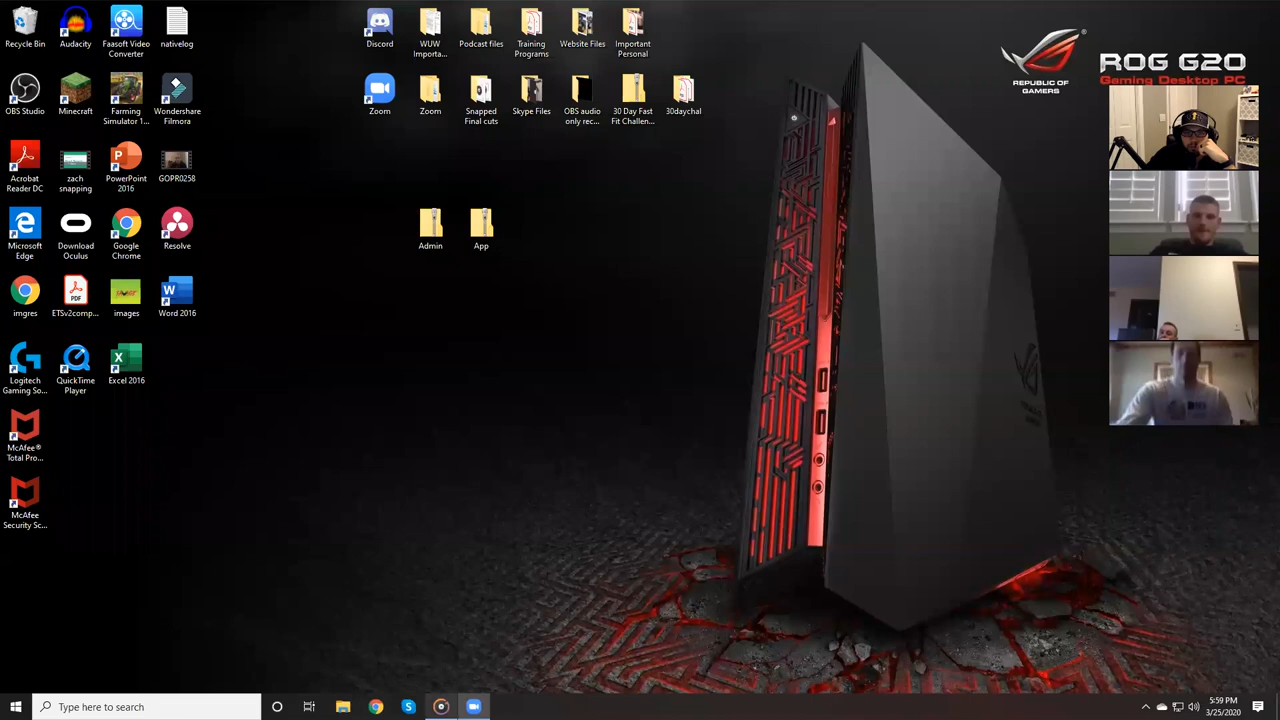 Recycle Bin
Audacity
Faasoft Video
Converter
nativelog
Discord
WUW
Importa...
Podcast files
Training
Programs
Website Files
Important
Personal
REPUBLIC OF
GAMERS
ROG G20
Gaming Desktop PC
OBS Studio
Minecraft
Farming
Simulator 1...
Wondershare
Filmora
Zoom
Zoom
Snapped
Final cuts
Skype Files
OBS audio
only rec...
30 Day Fast
Fit Challen...
30daychal
Acrobat
Reader DC
zach
snapping
PowerPoint
2016
GOPR0258
Microsoft
Edge
Download
Oculus
Google
Chrome
Resolve
Admin
App
imgres
PDF
ETSv2comp...
images
Word 2016
Logitech
Gaming So...
QuickTime
Player
Excel 2016
McAfee®
Total Pro...
McAfee
Security Sc...
Type here to search
5:59 PM
3/25/2020